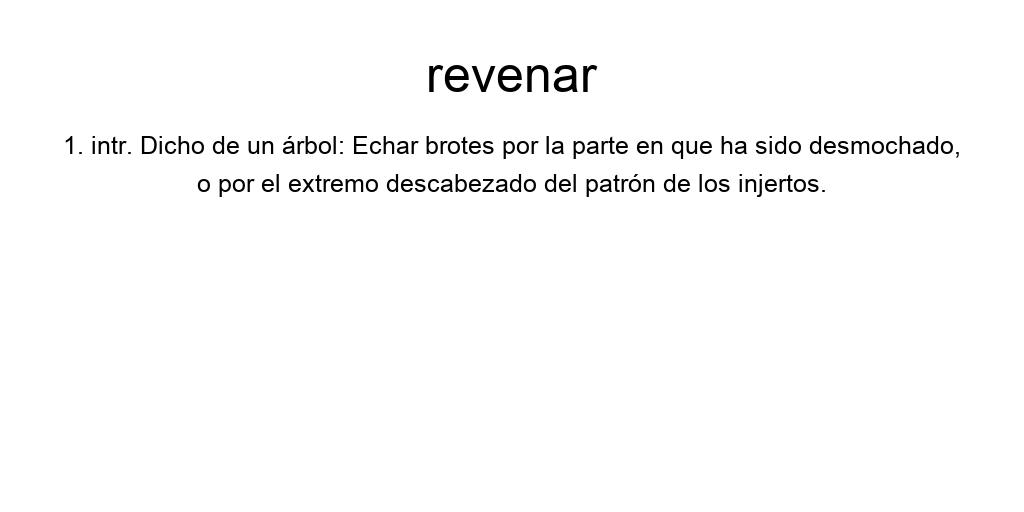 revenar
1. intr. Dicho de un árbol: Echar brotes por la parte en que ha sido desmochado,
o por el extremo descabezado del patrón de los injertos.